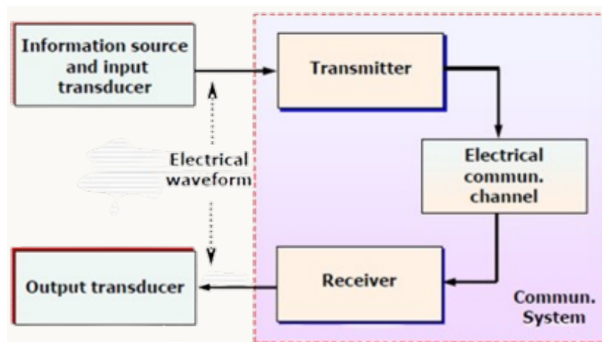 Information source
and input
transducer
Transmitter
Electrical
waveform
Electrical
commun.
channel
Output transducer
Receiver
Commun.
System